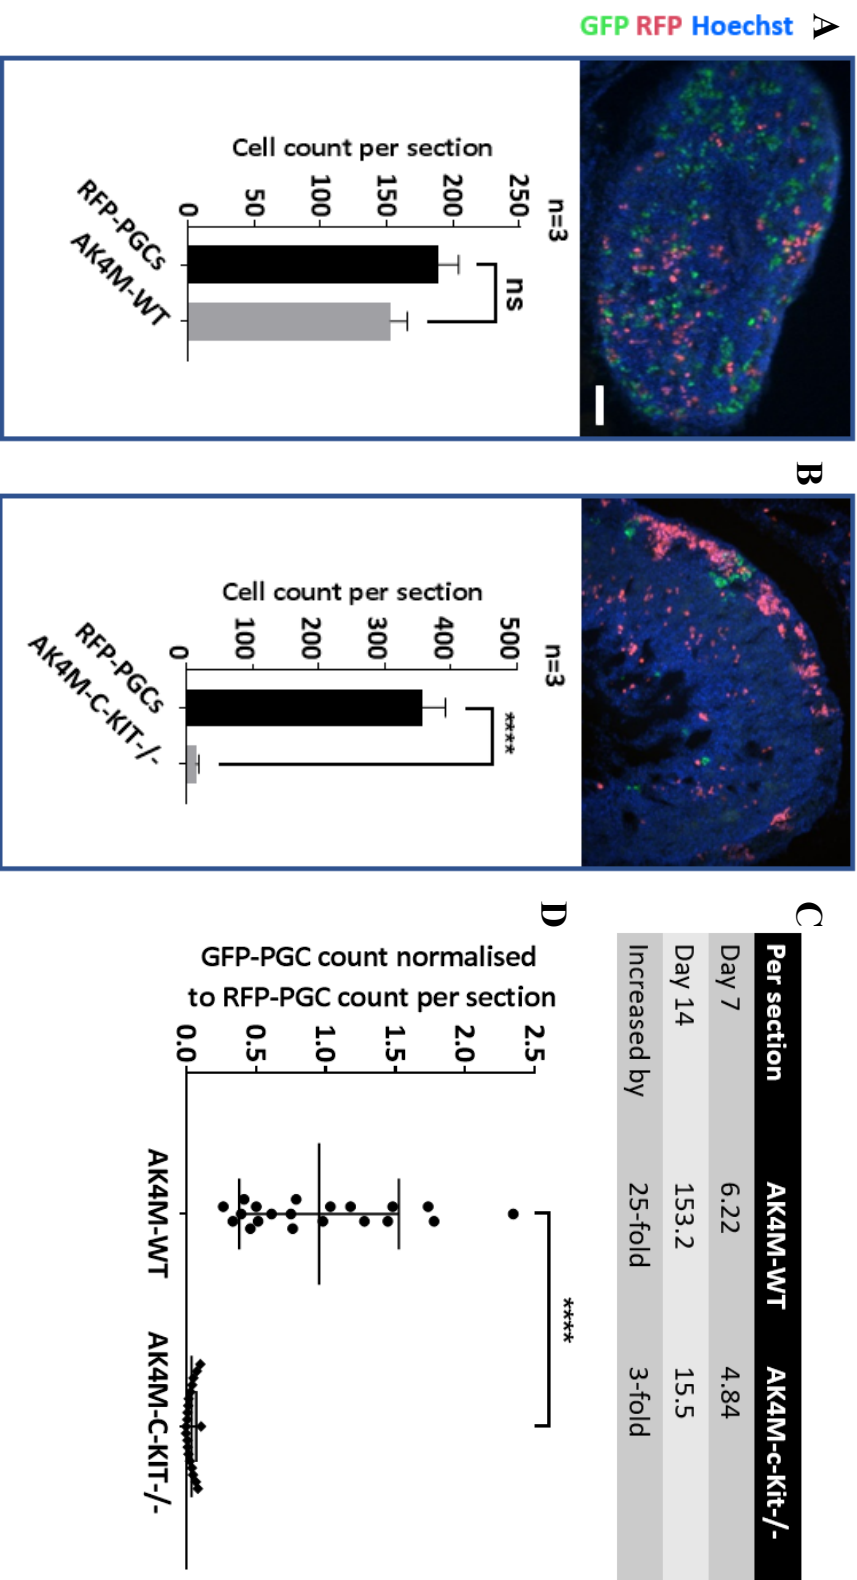 A
GFP RFP Hoechst
n=3
ns
Cell count per section
250
200
150
100
50
0
RFP-PGCs
AK4M-WT
B
n=3
****
Cell count per section
500
400
300
200
100
0
RFP-PGCs
AK4M-C-KIT-/-
C
Per section AK4M-WT AK4M-c-Kit-/-
Day 7 6.22 4.84
Day 14 153.2 15.5
Increased by 25-fold 3-fold
D
****
GFP-PGC count normalised
to RFP-PGC count per section
2.5
2.0
1.5
1.0
0.5
0.0
AK4M-WT
AK4M-C-KIT-/-